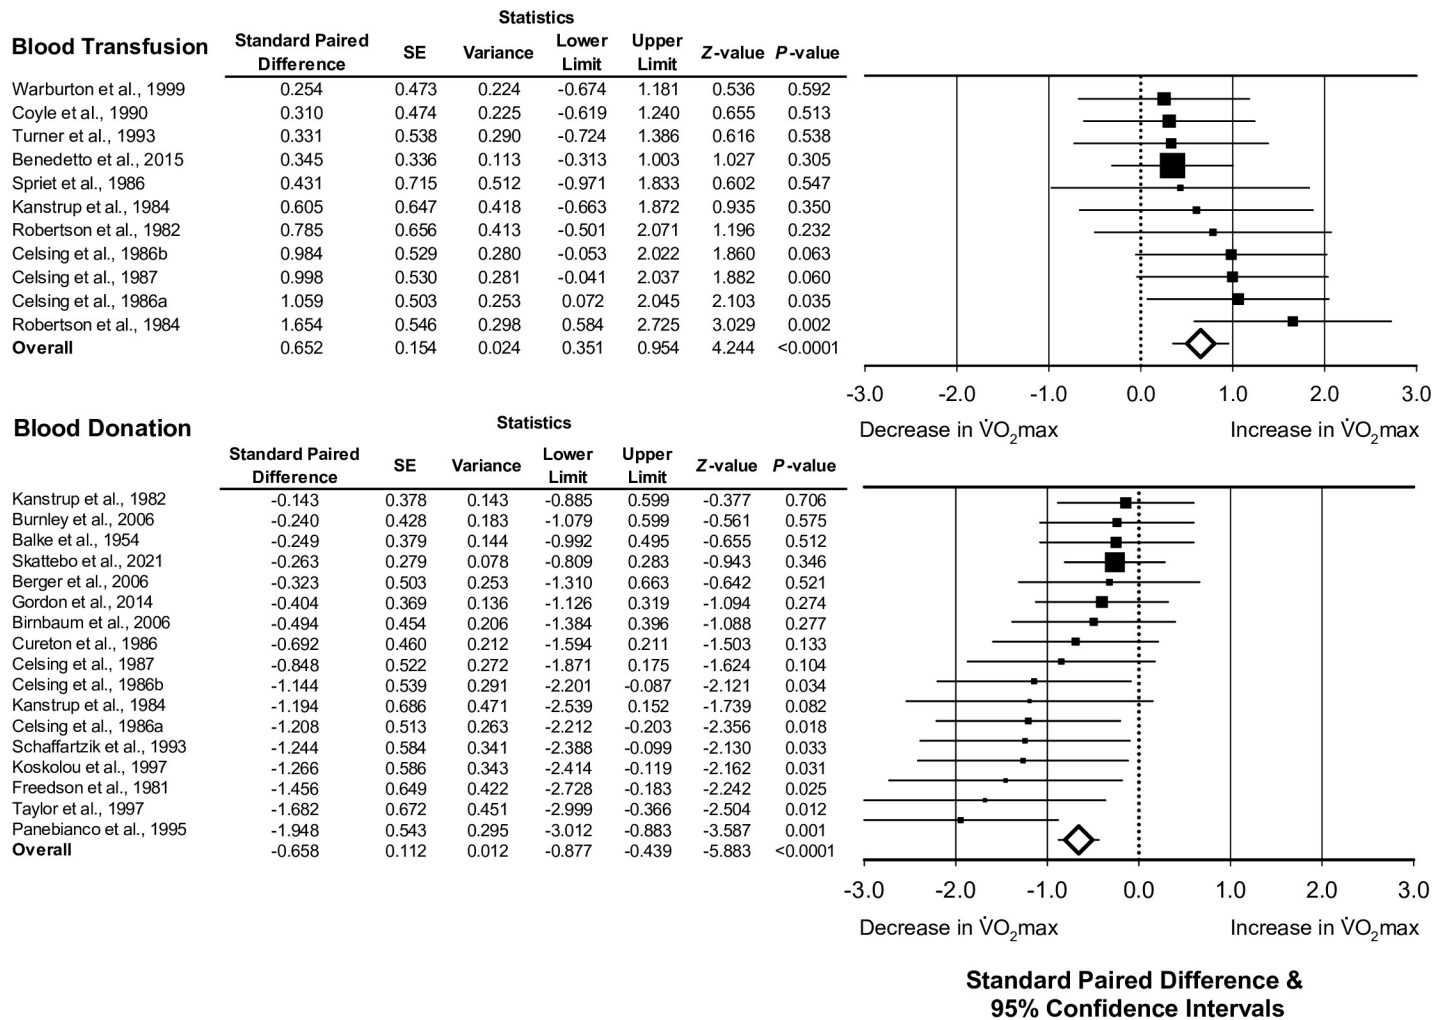 Statistics
Blood Transfusion Standard Paired Difference SE Variance Lower Limit Upper Limit Z-value P-value
Warburton et al., 1999 0.254 0.473 0.224 -0.674 1.181 0.536 0.592
Coyle et al., 1990 0.310 0.474 0.225 -0.619 1.240 0.655 0.513
Turner et al., 1993 0.331 0.538 0.290 -0.724 1.386 0.616 0.538
Benedetto et al., 2015 0.345 0.336 0.113 -0.313 1.003 1.027 0.305
Spriet et al., 1986 0.431 0.715 0.512 -0.971 1.833 0.602 0.547
Kanstrup et al., 1984 0.605 0.647 0.418 -0.663 1.872 0.935 0.350
Robertson et al., 1982 0.785 0.656 0.413 -0.501 2.071 1.196 0.232
Celsing et al., 1986b 0.984 0.529 0.280 -0.053 2.022 1.860 0.063
Celsing et al., 1987 0.998 0.530 0.281 -0.041 2.037 1.882 0.060
Celsing et al., 1986a 1.059 0.503 0.253 0.072 2.045 2.103 0.035
Robertson et al., 1984 1.654 0.546 0.298 0.584 2.725 3.029 0.002
Overall 0.652 0.154 0.024 0.351 0.954 4.244 <0.0001
-3.0 -2.0 -1.0 0.0 1.0 2.0 3.0
Decrease in V̇O₂max Increase in V̇O₂max
Statistics
Blood Donation Standard Paired Difference SE Variance Lower Limit Upper Limit Z-value P-value
Kanstrup et al., 1982 -0.143 0.378 0.143 -0.885 0.599 -0.377 0.706
Burnley et al., 2006 -0.240 0.428 0.183 -1.079 0.599 -0.561 0.575
Balke et al., 1954 -0.249 0.379 0.144 -0.992 0.495 -0.655 0.512
Skattebo et al., 2021 -0.263 0.279 0.078 -0.809 0.283 -0.943 0.346
Berger et al., 2006 -0.323 0.503 0.253 -1.310 0.663 -0.642 0.521
Gordon et al., 2014 -0.404 0.369 0.136 -1.126 0.319 -1.094 0.274
Birnbaum et al., 2006 -0.494 0.454 0.206 -1.384 0.396 -1.088 0.277
Cureton et al., 1986 -0.692 0.460 0.212 -1.594 0.211 -1.503 0.133
Celsing et al., 1987 -0.848 0.522 0.272 -1.871 0.175 -1.624 0.104
Celsing et al., 1986b -1.144 0.539 0.291 -2.201 -0.087 -2.121 0.034
Kanstrup et al., 1984 -1.194 0.686 0.471 -2.539 0.152 -1.739 0.082
Celsing et al., 1986a -1.208 0.513 0.263 -2.212 -0.203 -2.356 0.018
Schaffartzik et al., 1993 -1.244 0.584 0.341 -2.388 -0.099 -2.130 0.033
Koskolou et al., 1997 -1.266 0.586 0.343 -2.414 -0.119 -2.162 0.031
Freedson et al., 1981 -1.456 0.649 0.422 -2.728 -0.183 -2.242 0.025
Taylor et al., 1997 -1.682 0.672 0.451 -2.999 -0.366 -2.504 0.012
Panebianco et al., 1995 -1.948 0.543 0.295 -3.012 -0.883 -3.587 0.001
Overall -0.658 0.112 0.012 -0.877 -0.439 -5.883 <0.0001
-3.0 -2.0 -1.0 0.0 1.0 2.0 3.0
Decrease in V̇O₂max Increase in V̇O₂max
Standard Paired Difference &
95% Confidence Intervals